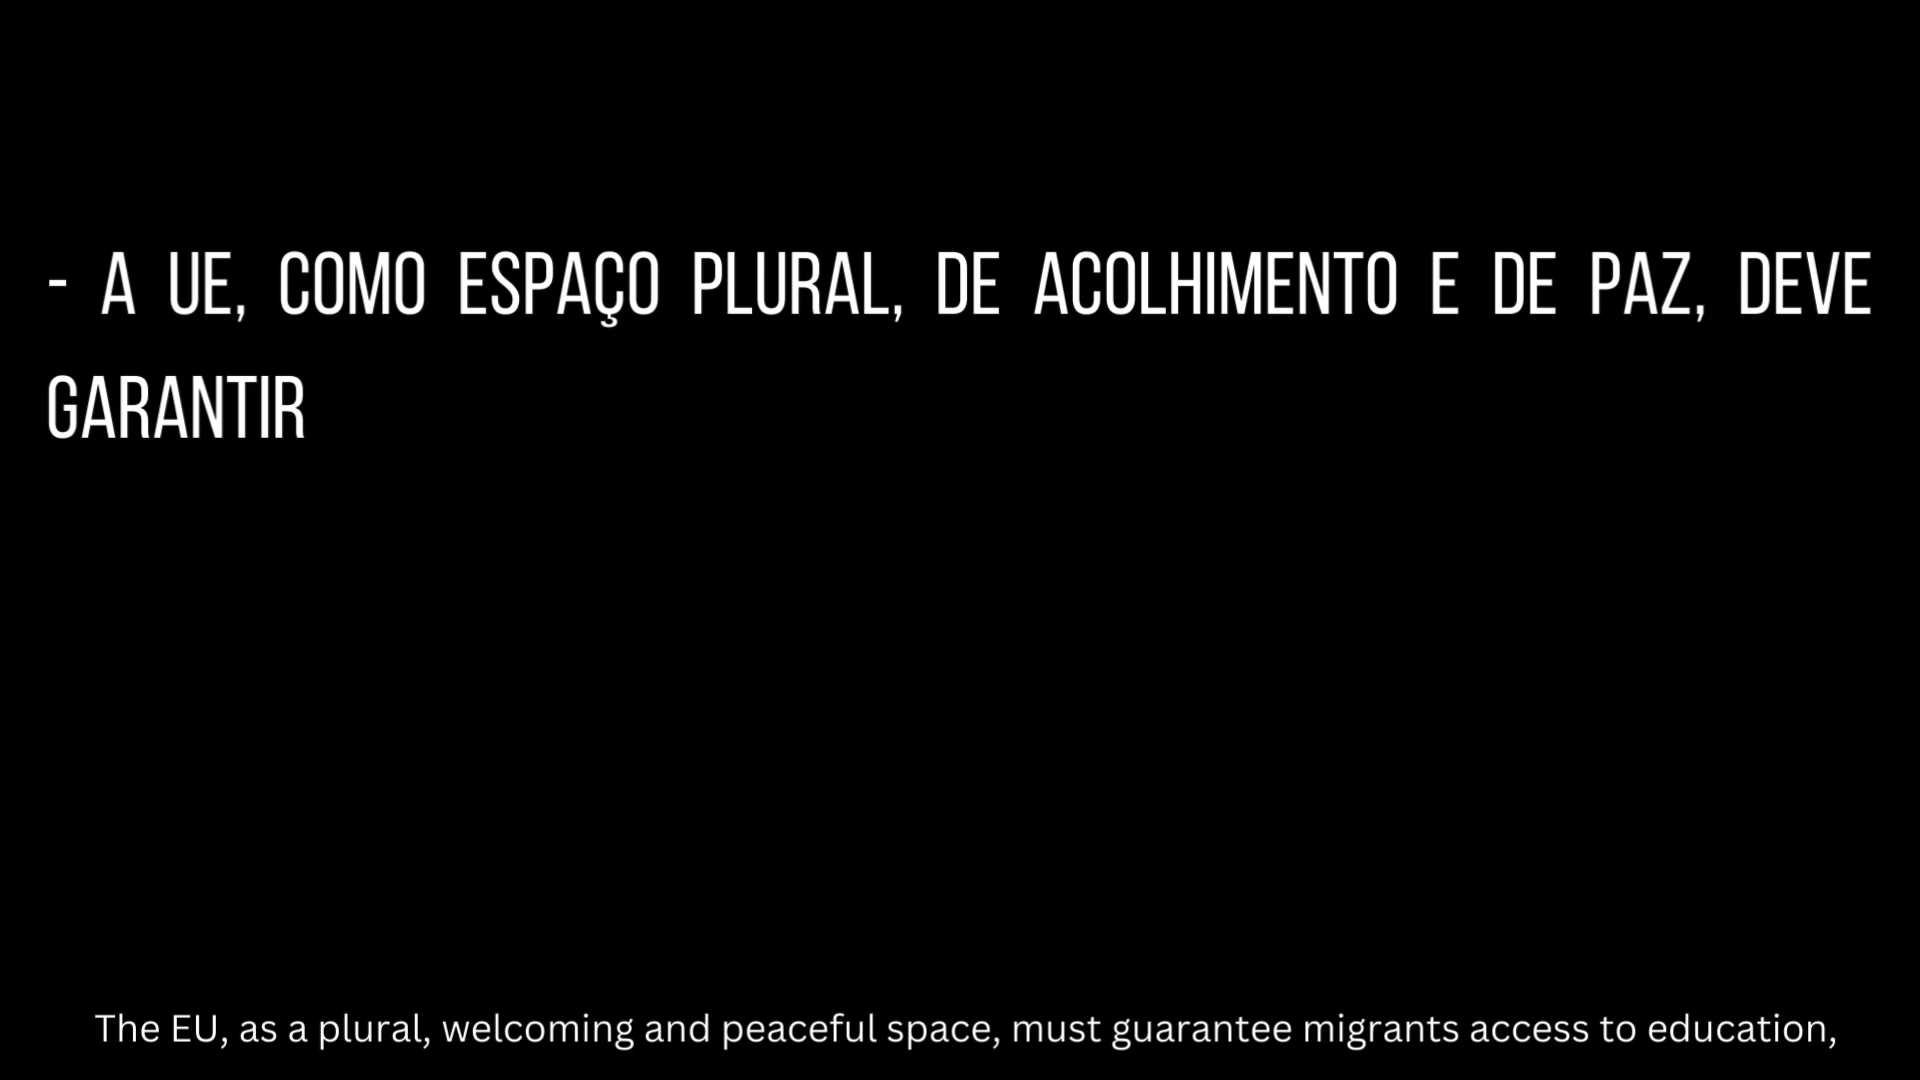 - A UE, COMO ESPAÇO PLURAL, DE ACOLHIMENTO E DE PAZ, DEVE
GARANTIR
The EU, as a plural, welcoming and peaceful space, must guarantee migrants access to education,